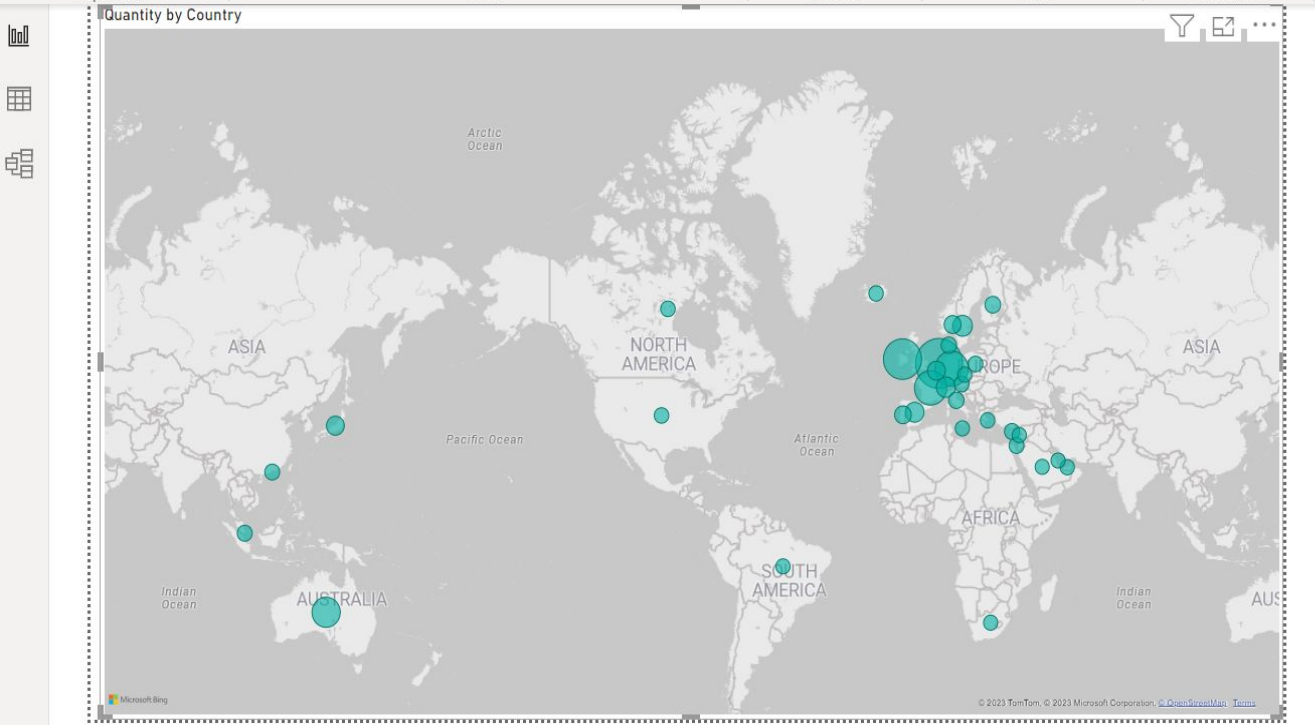 Quantity by Country
Arctic
Ocean
ASIA
NORTH
AMERICA
ROPE
ASIA
Pacific Ocean
Atlantic
Ocean
AFRICA
SOUTH
AMERICA
Indian
Ocean
AUSTRALIA
Indian
Ocean
AUS
Microsoft Bing
© 2023 TomTom, © 2023 Microsoft Corporation, © OpenStreetMap Terms